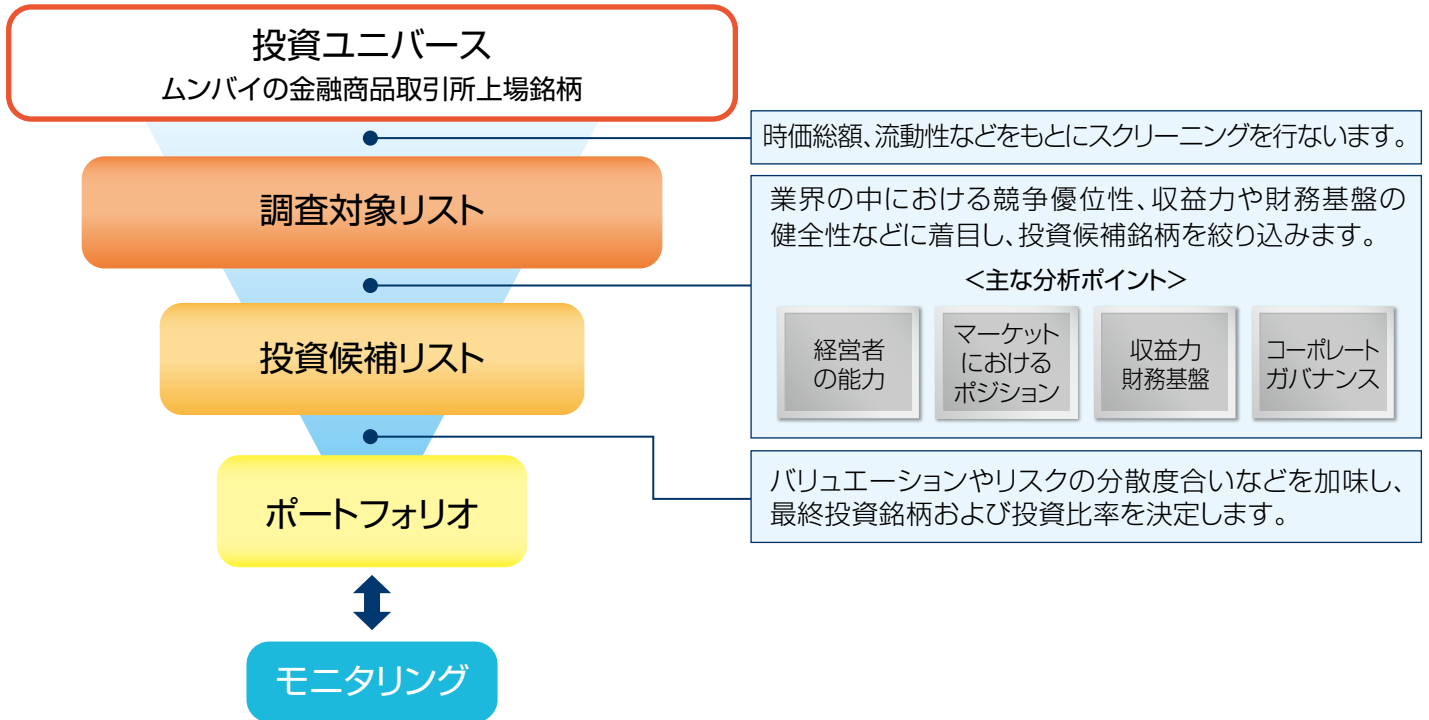 投資ユニバース
ムンバイの金融商品取引所上場銘柄
時価総額、流動性などをもとにスクリーニングを行ないます。
調査対象リスト
業界の中における競争優位性、収益力や財務基盤の
健全性などに着目し、投資候補銘柄を絞り込みます。
<主な分析ポイント>
経営者
の能力
マーケット
における
ポジション
収益力
財務基盤
コーポレート
ガバナンス
投資候補リスト
バリュエーションやリスクの分散度合いなどを加味し、
最終投資銘柄および投資比率を決定します。
ポートフォリオ
モニタリング